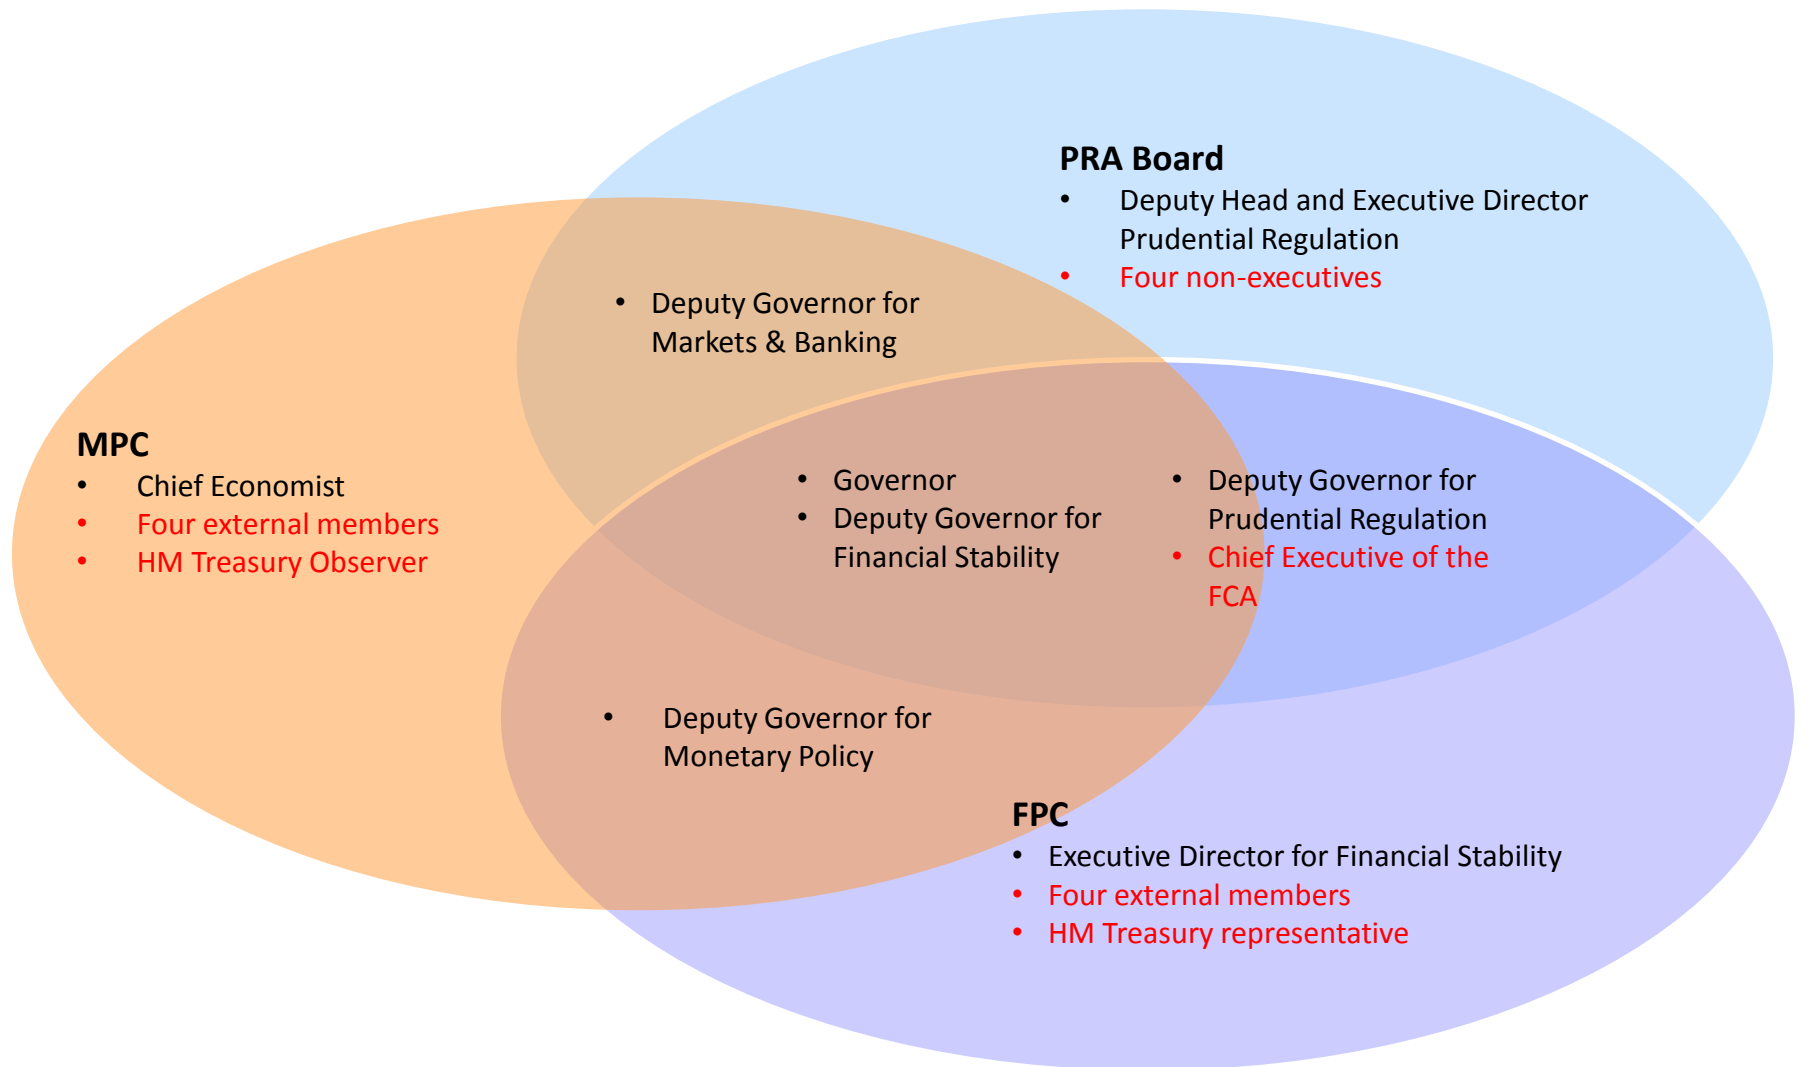 PRA Board
• Deputy Head and Executive Director
Prudential Regulation
• Four non-executives
• Deputy Governor for
Markets & Banking
MPC
• Chief Economist
• Four external members
• HM Treasury Observer
• Governor
• Deputy Governor for
Financial Stability
• Deputy Governor for
Prudential Regulation
• Chief Executive of the
FCA
• Deputy Governor for
Monetary Policy
FPC
• Executive Director for Financial Stability
• Four external members
• HM Treasury representative